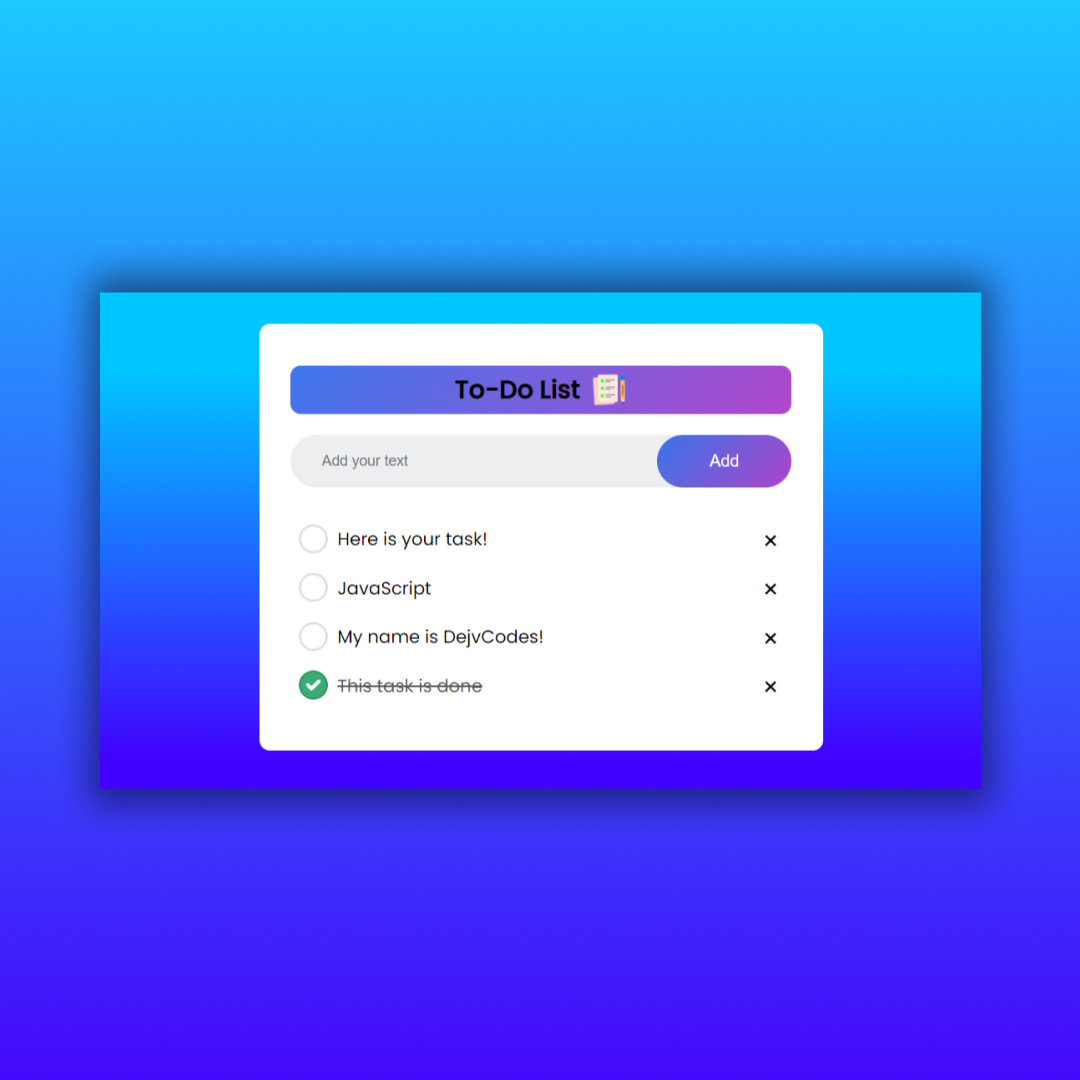 To-Do List
Add your text
Add
Here is your task!
JavaScript
My name is DejvCodes!
This task is done